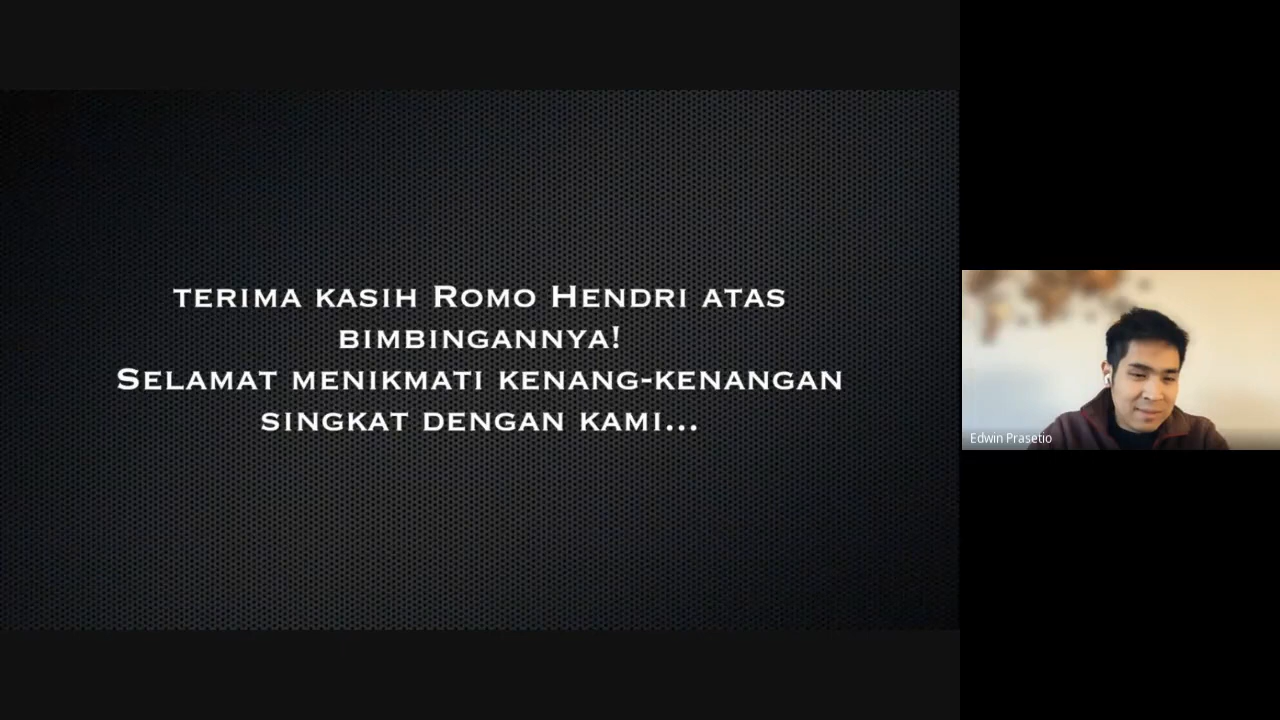 TERIMA KASIH ROMO HENDRI ATAS
BIMBINGANNYA!
SELAMAT MENIKMATI KENANG-KENANGAN
SINGKAT DENGAN KAMI...
Edwin Prasetio